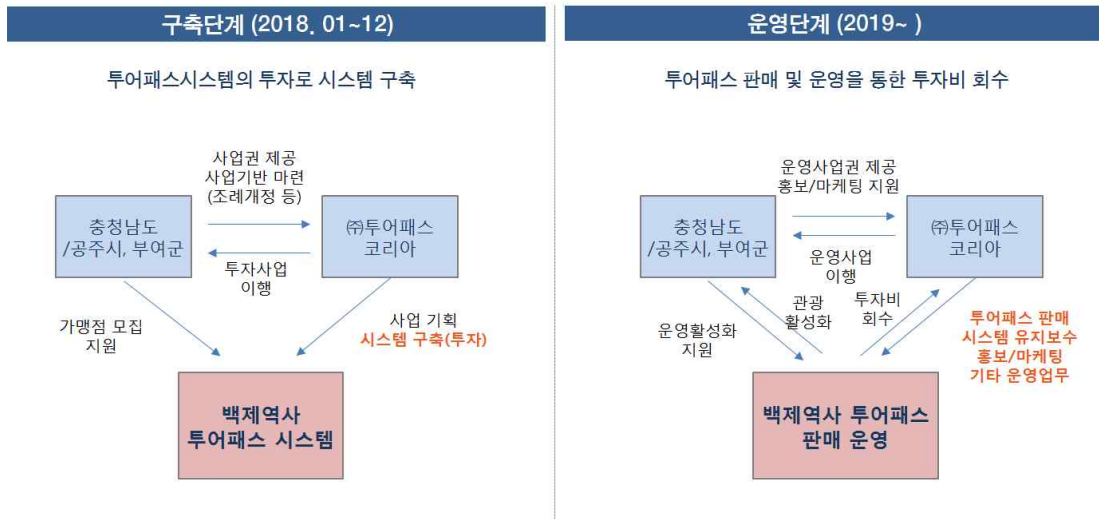 구축단계 (2018. 01~12)
투어패스시스템의 투자로 시스템 구축
사업권 제공
사업기반 마련
(조례개정 등)
충청남도
/공주시, 부여군
㈜투어패스
코리아
투자사업
이행
가맹점 모집
지원
사업 기획
시스템 구축(투자)
백제역사
투어패스 시스템
운영단계 (2019~ )
투어패스 판매 및 운영을 통한 투자비 회수
운영사업권 제공
홍보/마케팅 지원
충청남도
/공주시, 부여군
㈜투어패스
코리아
운영사업
이행
관광
활성화
투자비
회수
운영활성화
지원
투어패스 판매
시스템 유지보수
홍보/마케팅
기타 운영업무
백제역사 투어패스
판매 운영